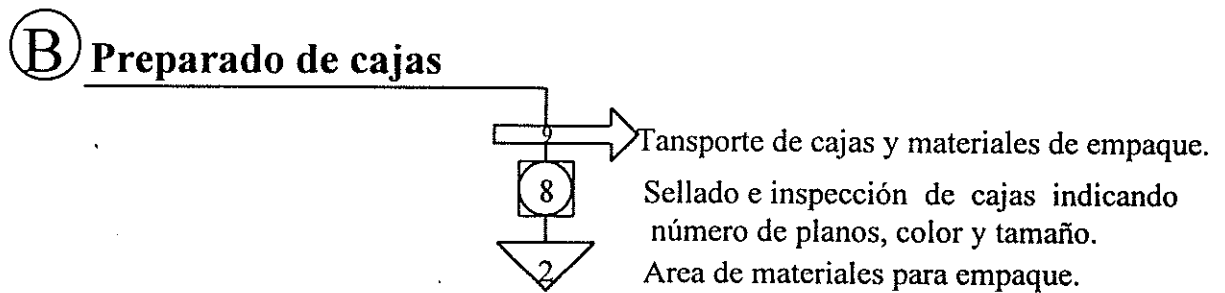 B Preparado de cajas
9 Tansporte de cajas y materiales de empaque.
8 Sellado e inspección de cajas indicando
número de planos, color y tamaño.
2 Area de materiales para empaque.